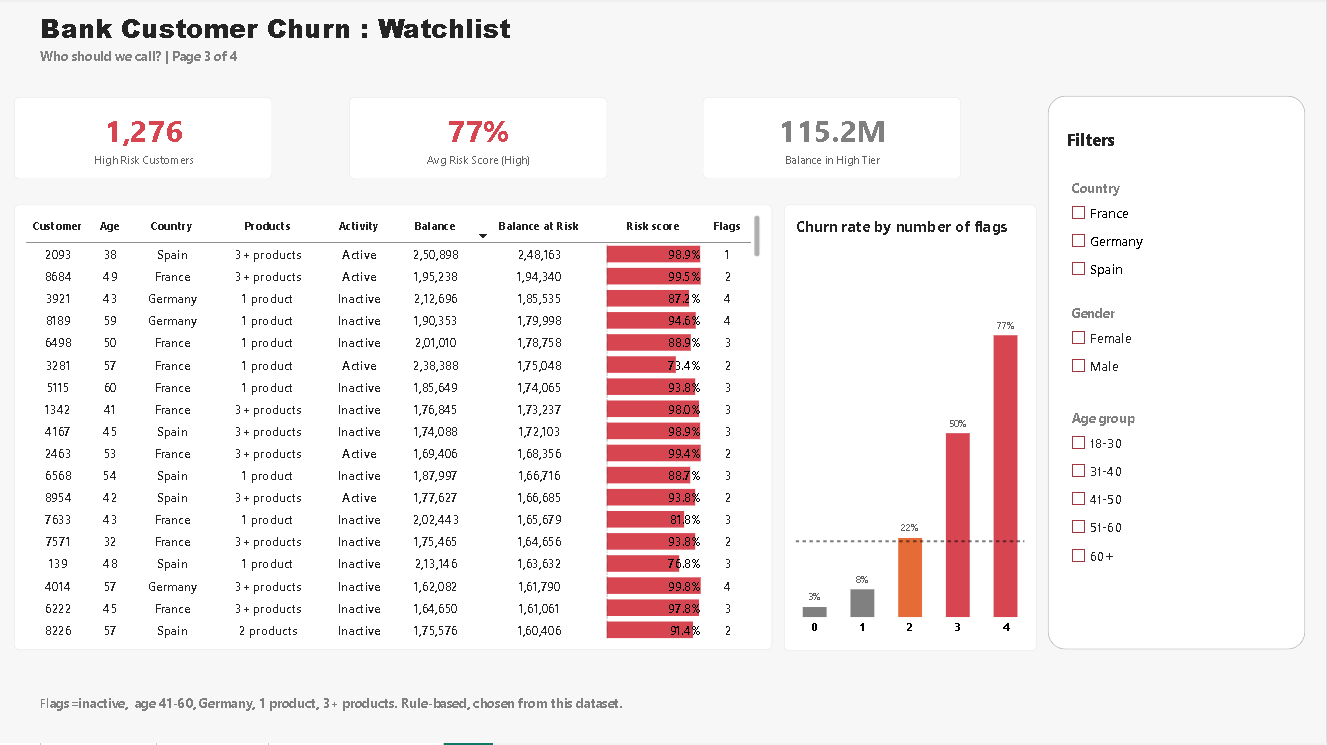 Bank Customer Churn : Watchlist
Who should we call? | Page 3 of 4
1,276
High Risk Customers
77%
Avg Risk Score (High)
115.2M
Balance in High Tier
Customer Age Country Products Activity Balance Balance at Risk Risk score Flags
2093 38 Spain 3+ products Active 2,50,898 2,48,163 98.9% 1
8684 49 France 3+ products Active 1,95,238 1,94,340 99.5% 2
3921 43 Germany 1 product Inactive 2,12,696 1,85,535 87.2% 4
8189 59 Germany 1 product Inactive 1,90,353 1,79,998 94.6% 4
6498 50 France 1 product Inactive 2,01,010 1,78,758 88.9% 3
3281 57 France 1 product Active 2,38,388 1,75,048 73.4% 2
5115 60 France 1 product Inactive 1,85,649 1,74,065 93.8% 3
1342 41 France 3+ products Inactive 1,76,845 1,73,237 98.0% 3
4167 45 Spain 3+ products Inactive 1,74,088 1,72,103 98.9% 3
2463 53 France 3+ products Active 1,69,406 1,68,356 99.4% 2
6568 54 Spain 1 product Inactive 1,87,997 1,66,716 88.7% 3
8954 42 Spain 3+ products Active 1,77,627 1,66,685 93.8% 2
7633 43 France 1 product Inactive 2,02,443 1,65,679 81.8% 3
7571 32 France 3+ products Inactive 1,75,465 1,64,656 93.8% 2
139 48 Spain 1 product Inactive 2,13,146 1,63,632 76.8% 3
4014 57 Germany 3+ products Inactive 1,62,082 1,61,790 99.8% 4
6222 45 France 3+ products Inactive 1,64,650 1,61,061 97.8% 3
8226 57 Spain 2 products Inactive 1,75,576 1,60,406 91.4% 2
Churn rate by number of flags
77%
50%
22%
8%
3%
0 1 2 3 4
Filters
Country
France
Germany
Spain
Gender
Female
Male
Age group
18-30
31-40
41-50
51-60
60+
Flags=inactive, age 41-60, Germany, 1 product, 3+ products. Rule-based, chosen from this dataset.